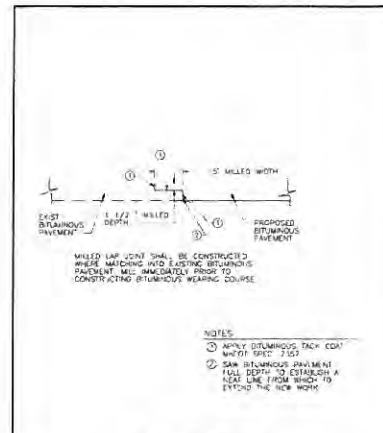 ①
①
5' MILLED WIDTH
EXIST
BITUMINOUS
PAVEMENT
1 1/2" MILLED
DEPTH
①
②
PROPOSED
BITUMINOUS
PAVEMENT
MILLED LAP JOINT SHALL BE CONSTRUCTED
WHERE MATCHING INTO EXISTING BITUMINOUS
PAVEMENT. MILL IMMEDIATELY PRIOR TO
CONSTRUCTING BITUMINOUS WEARING COURSE
NOTES
① APPLY BITUMINOUS TACK COAT
MNDOT SPEC 2357
② SAW BITUMINOUS PAVEMENT
FULL DEPTH TO ESTABLISH A
NEAT LINE FROM WHICH TO
EXTEND THE NEW WORK